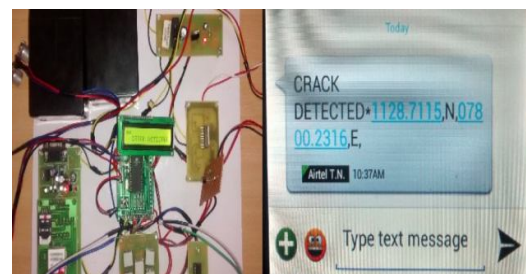 Today
CRACK
DETECTED*1128.7115,N,078
00.2316,E,
Airtel T.N. 10:37AM
Type text message